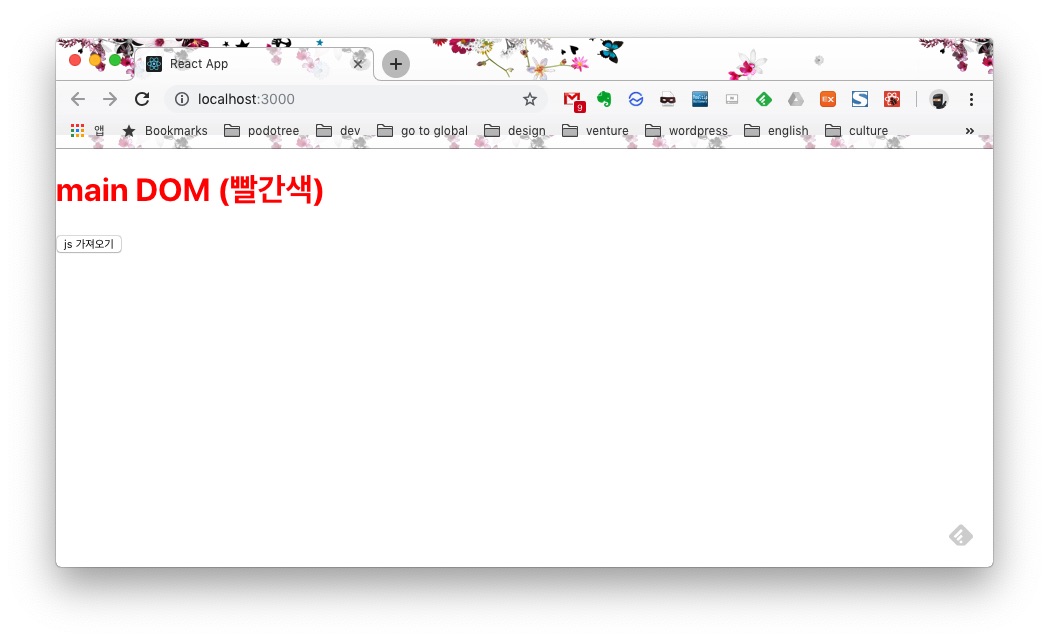 React App
localhost:3000
9
앱 Bookmarks podotree dev go to global design venture wordpress english culture »
main DOM (빨간색)
js 가져오기